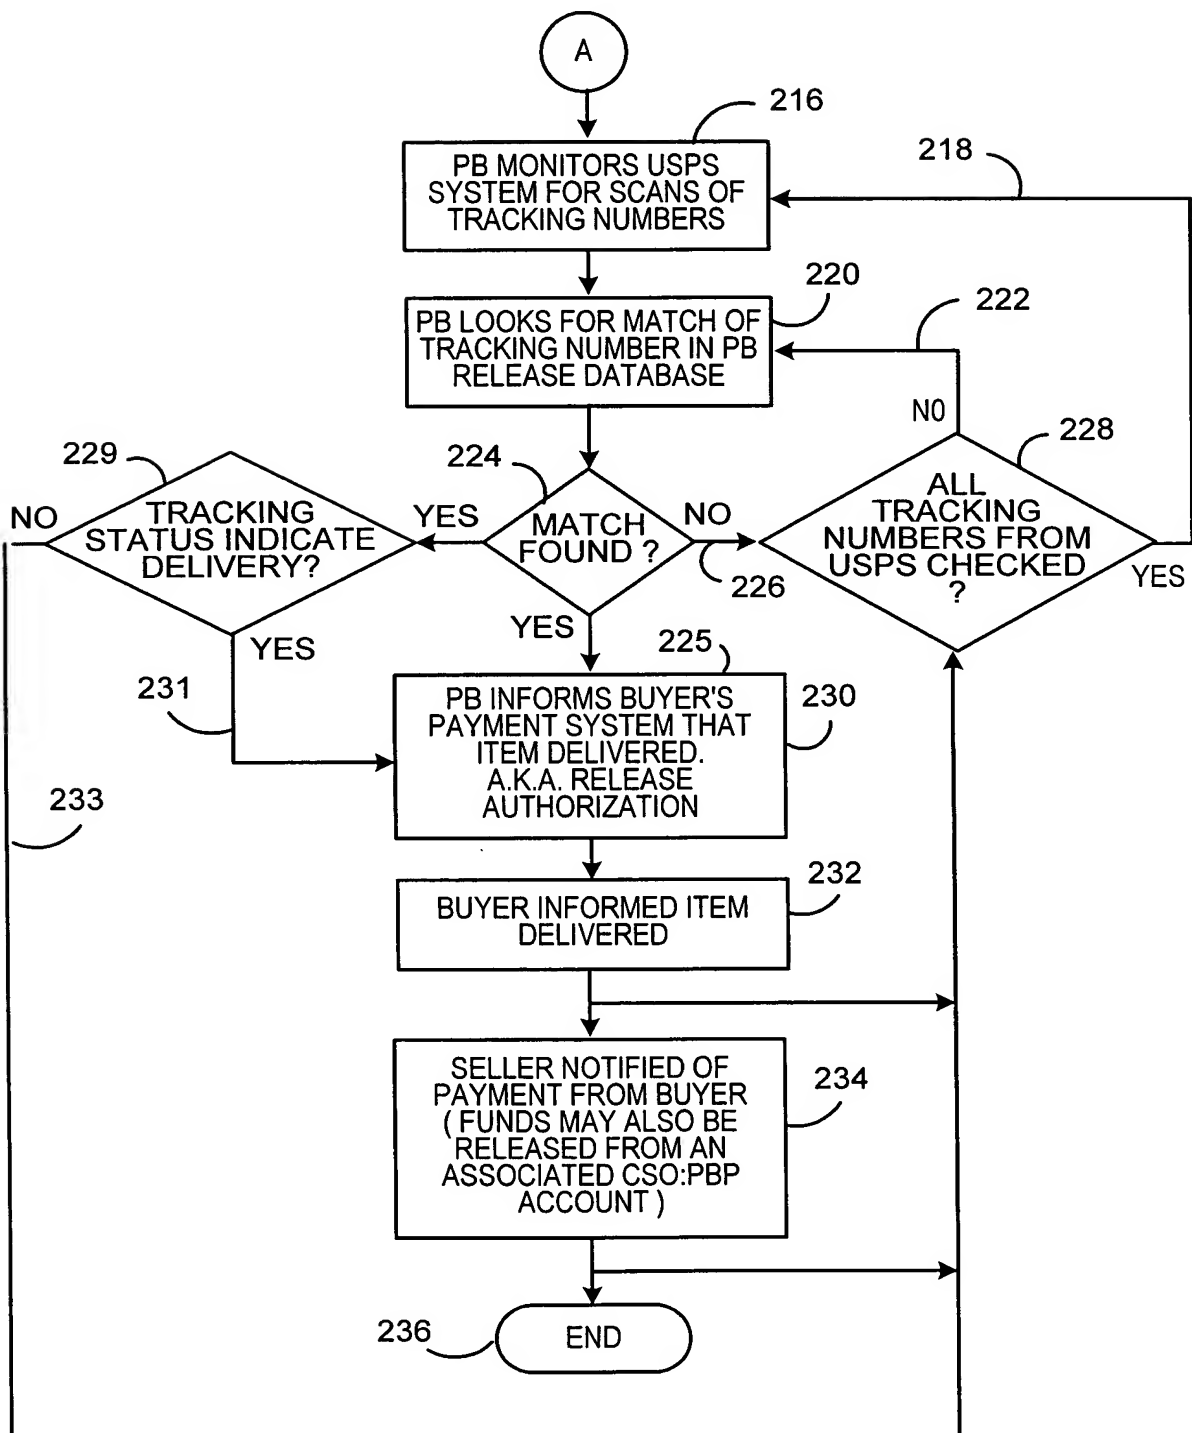 A
216
PB MONITORS USPS
SYSTEM FOR SCANS OF
TRACKING NUMBERS
218
220
PB LOOKS FOR MATCH OF
TRACKING NUMBER IN PB
RELEASE DATABASE
222
N0
228
229
224
NO
TRACKING
STATUS INDICATE
DELIVERY?
YES
MATCH
FOUND ?
NO
226
ALL
TRACKING
NUMBERS FROM
USPS CHECKED
?
YES
YES
YES
225
231
PB INFORMS BUYER'S
PAYMENT SYSTEM THAT
ITEM DELIVERED.
A.K.A. RELEASE
AUTHORIZATION
230
233
232
BUYER INFORMED ITEM
DELIVERED
SELLER NOTIFIED OF
PAYMENT FROM BUYER
( FUNDS MAY ALSO BE
RELEASED FROM AN
ASSOCIATED CSO:PBP
ACCOUNT )
234
236
END